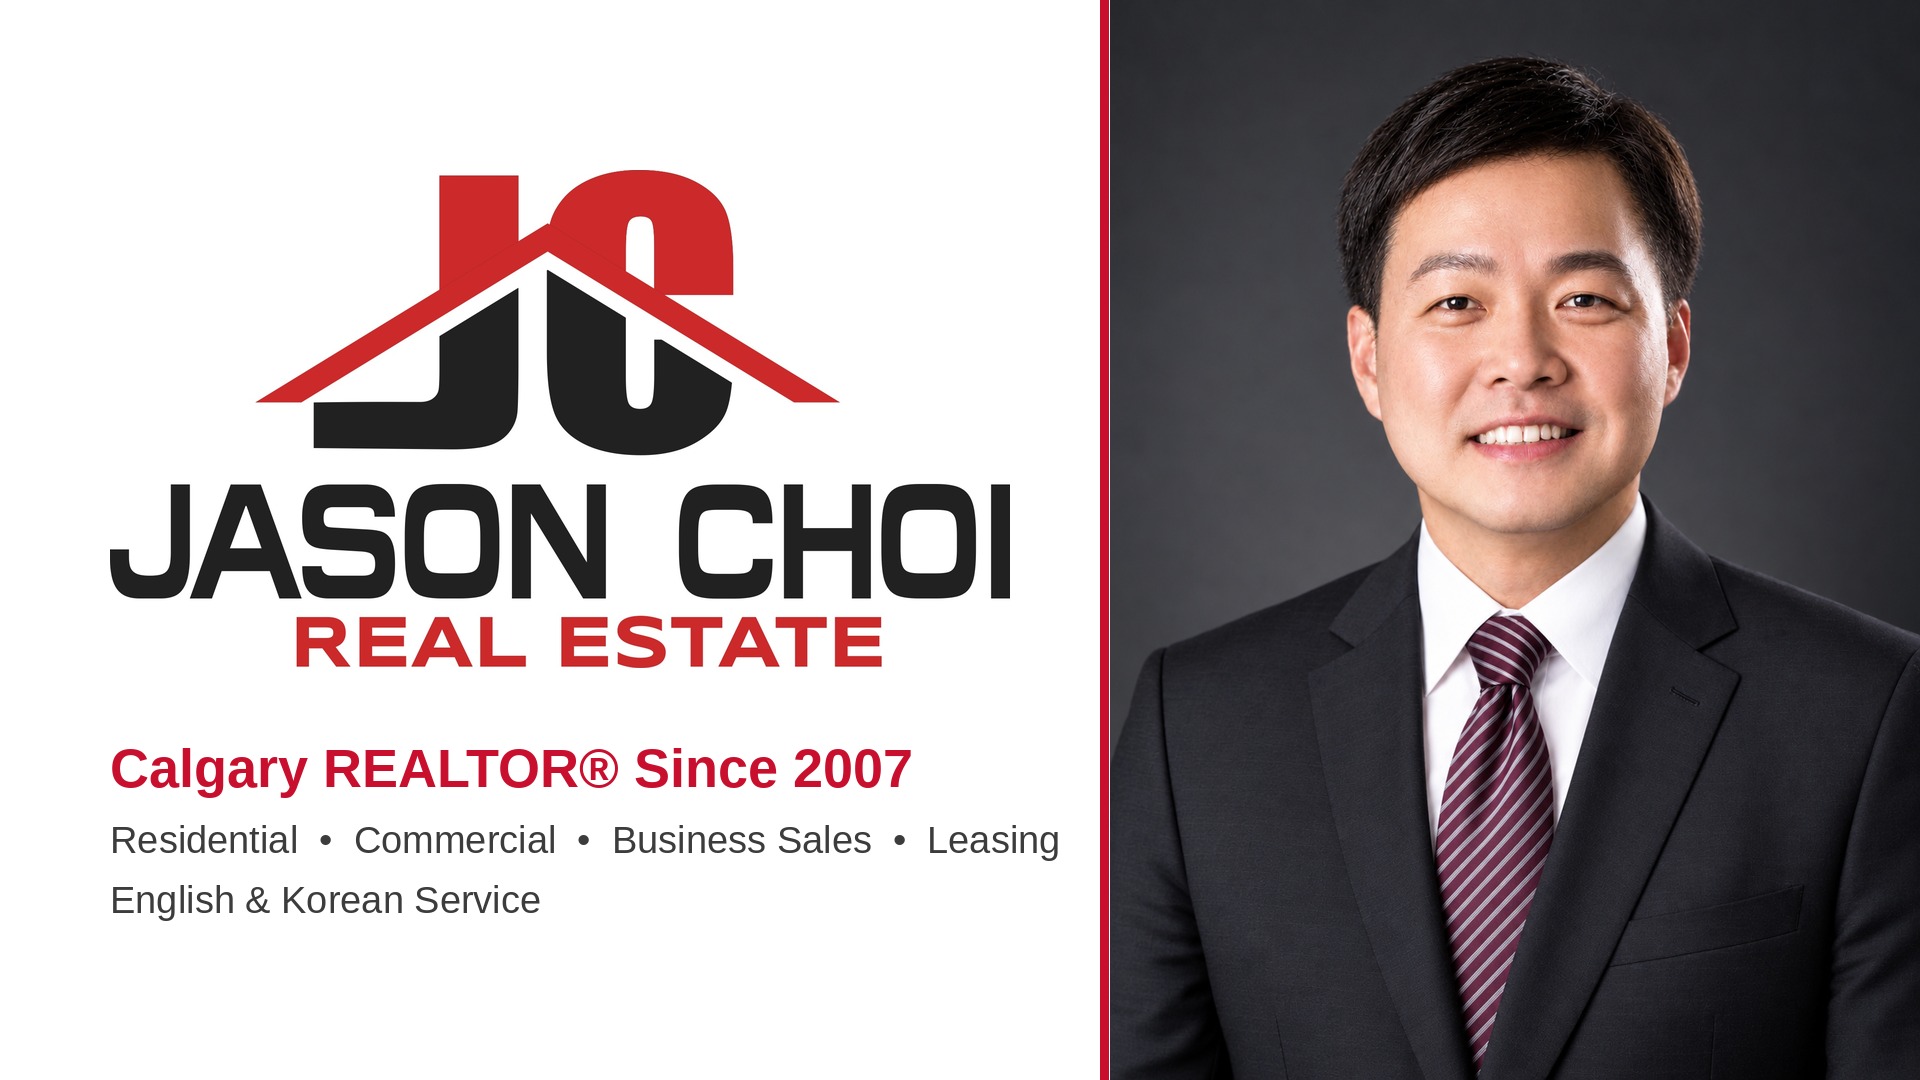 JC
JASON CHOI
REAL ESTATE
Calgary REALTOR® Since 2007
Residential • Commercial • Business Sales • Leasing
English & Korean Service